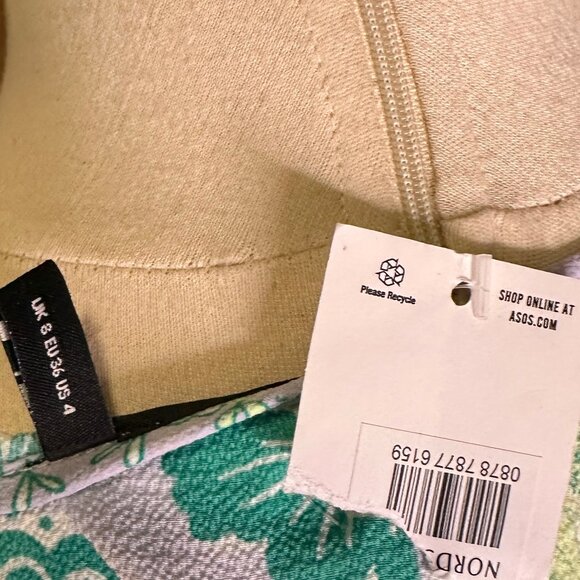 UK 8 EU 36 US 4
Please Recycle
SHOP ONLINE AT
ASOS.COM
0878 7877 6159